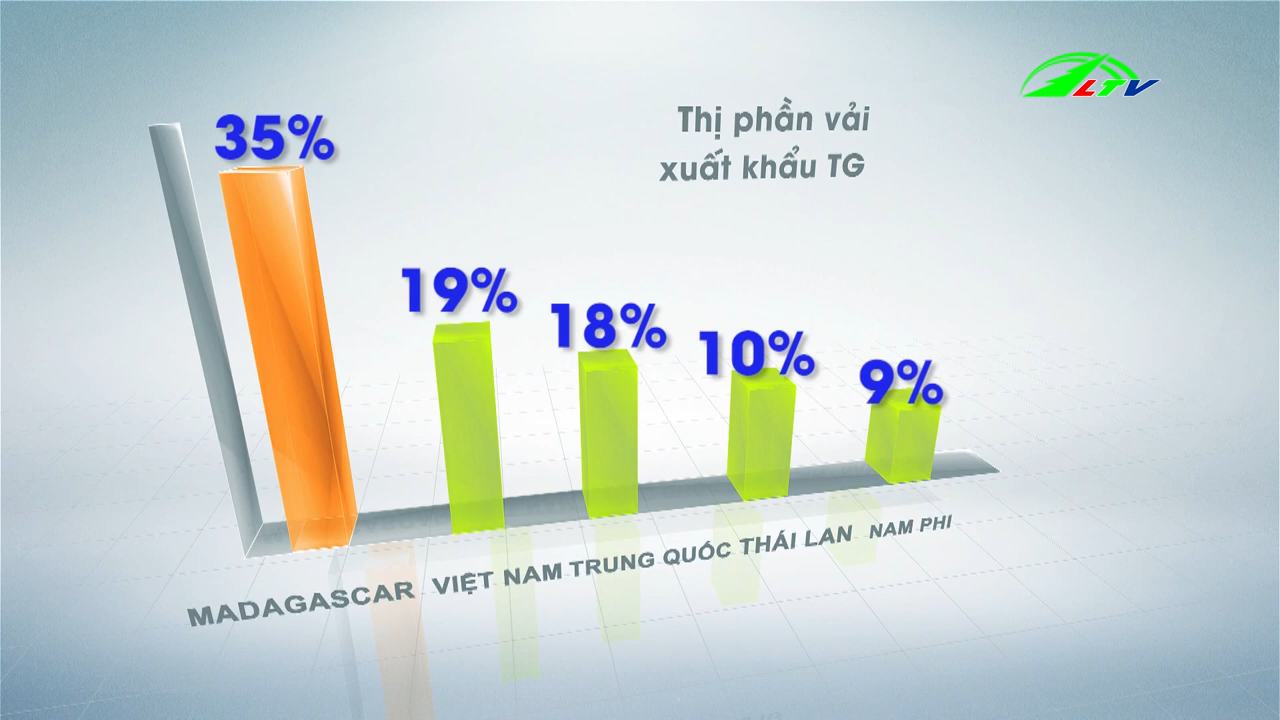 LTV
Thị phần vải
xuất khẩu TG
35%
19%
18%
10%
9%
MADAGASCAR
VIỆT NAM
TRUNG QUỐC
THÁI LAN
NAM PHI